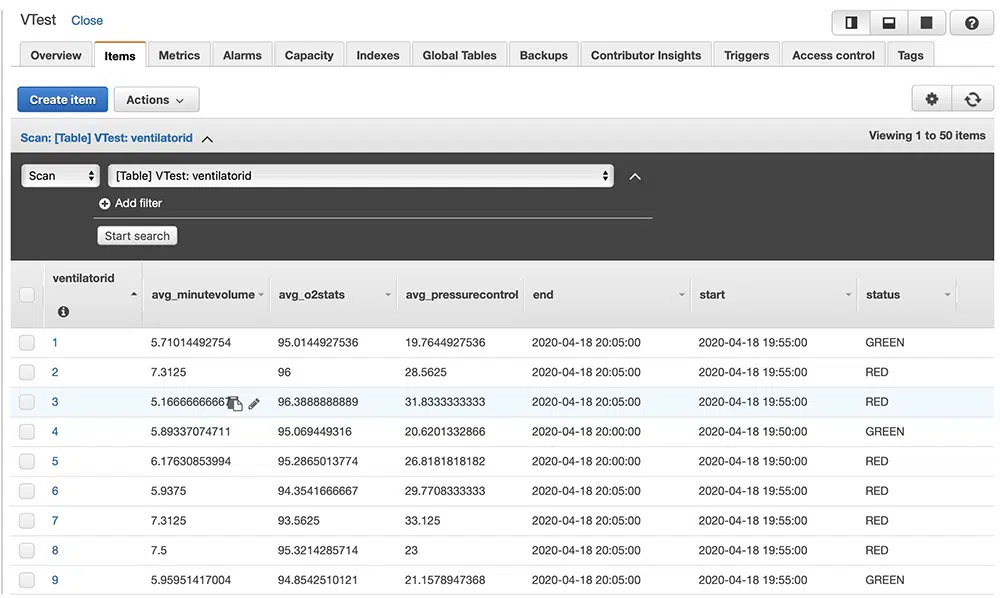 VTest Close
Overview Items Metrics Alarms Capacity Indexes Global Tables Backups Contributor Insights Triggers Access control Tags
Create item Actions
Scan: [Table] VTest: ventilatorid Viewing 1 to 50 items
Scan [Table] VTest: ventilatorid
Add filter
Start search
ventilatorid avg_minutevolume avg_o2stats avg_pressurecontrol end start status
1 5.71014492754 95.0144927536 19.7644927536 2020-04-18 20:05:00 2020-04-18 19:55:00 GREEN
2 7.3125 96 28.5625 2020-04-18 20:05:00 2020-04-18 19:55:00 RED
3 5.1666666666 96.3888888889 31.8333333333 2020-04-18 20:05:00 2020-04-18 19:55:00 RED
4 5.89337074711 95.069449316 20.6201332866 2020-04-18 20:00:00 2020-04-18 19:50:00 GREEN
5 6.17630853994 95.2865013774 26.8181818182 2020-04-18 20:00:00 2020-04-18 19:50:00 RED
6 5.9375 94.3541666667 29.7708333333 2020-04-18 20:05:00 2020-04-18 19:55:00 RED
7 7.3125 93.5625 33.125 2020-04-18 20:05:00 2020-04-18 19:55:00 RED
8 7.5 95.3214285714 23 2020-04-18 20:05:00 2020-04-18 19:55:00 RED
9 5.95951417004 94.8542510121 21.1578947368 2020-04-18 20:05:00 2020-04-18 19:55:00 GREEN